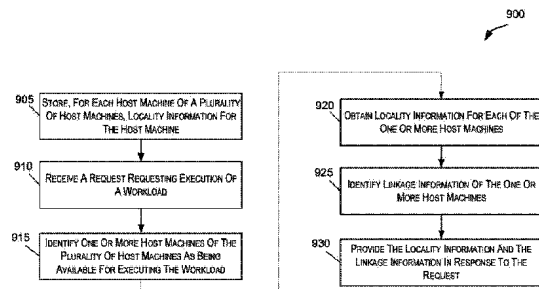 900
905
STORE, FOR EACH HOST MACHINE OF A PLURALITY
OF HOST MACHINES, LOCALITY INFORMATION FOR
THE HOST MACHINE
910
RECEIVE A REQUEST REQUESTING EXECUTION OF
A WORKLOAD
915
IDENTIFY ONE OR MORE HOST MACHINES OF THE
PLURALITY OF HOST MACHINES AS BEING
AVAILABLE FOR EXECUTING THE WORKLOAD
920
OBTAIN LOCALITY INFORMATION FOR EACH OF THE
ONE OR MORE HOST MACHINES
925
IDENTIFY LINKAGE INFORMATION OF THE ONE
OR MORE HOST MACHINES
930
PROVIDE THE LOCALITY INFORMATION AND THE
LINKAGE INFORMATION IN RESPONSE TO THE
REQUEST